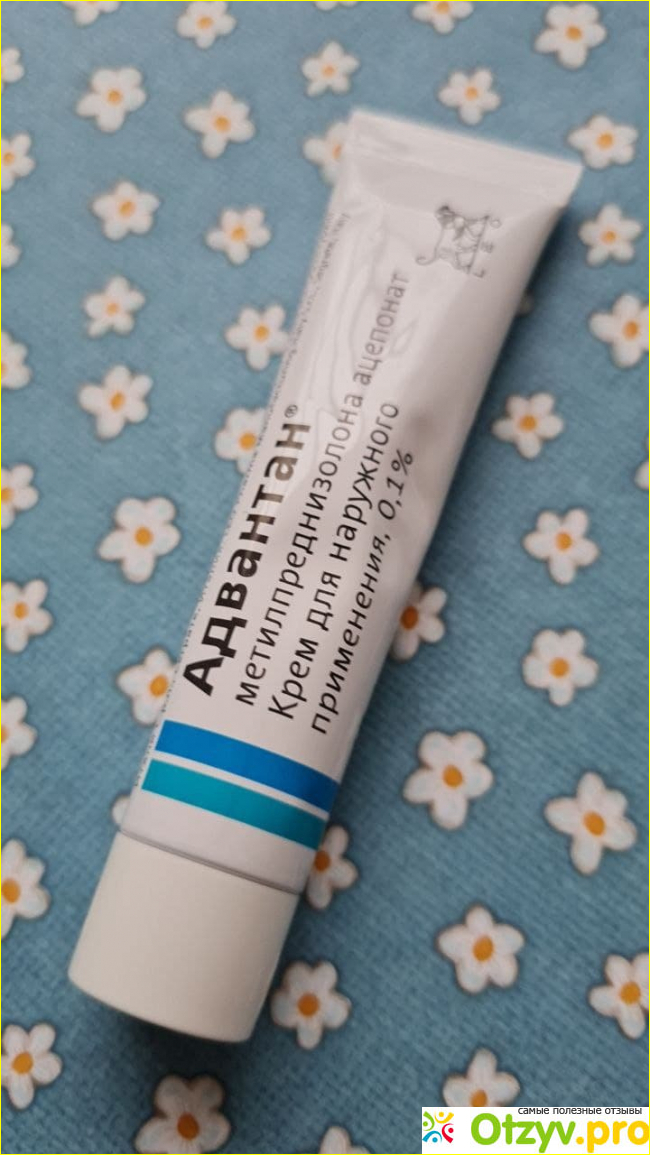 Адвантан®
метилпреднизолона ацепонат
Крем для наружного
применения, 0,1%
самые полезные отзывы
Otzyv.pro